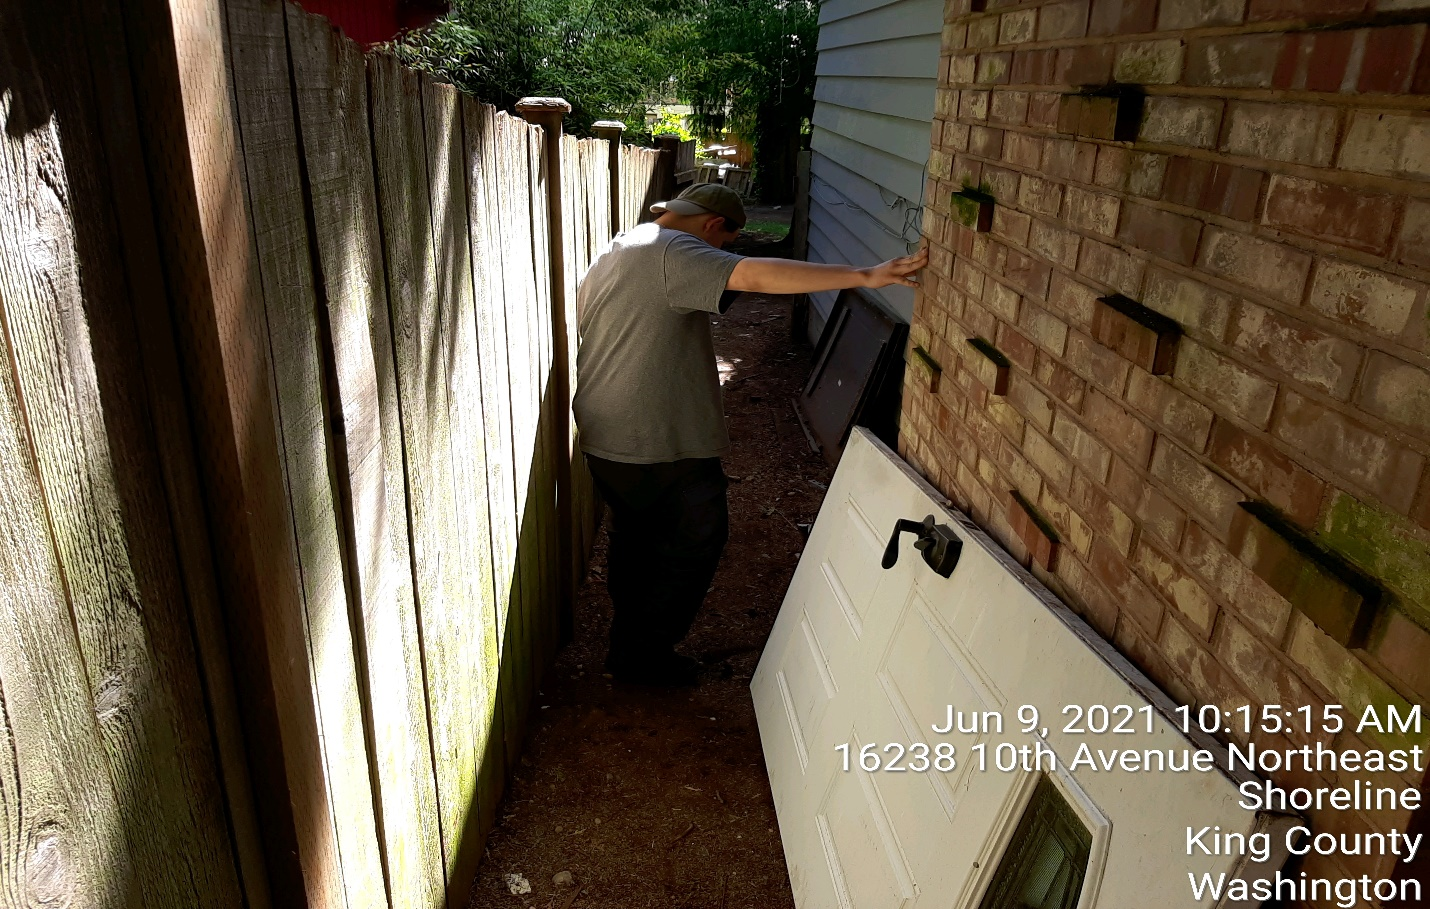 Jun 9, 2021 10:15:15 AM
16238 10th Avenue Northeast
Shoreline
King County
Washington